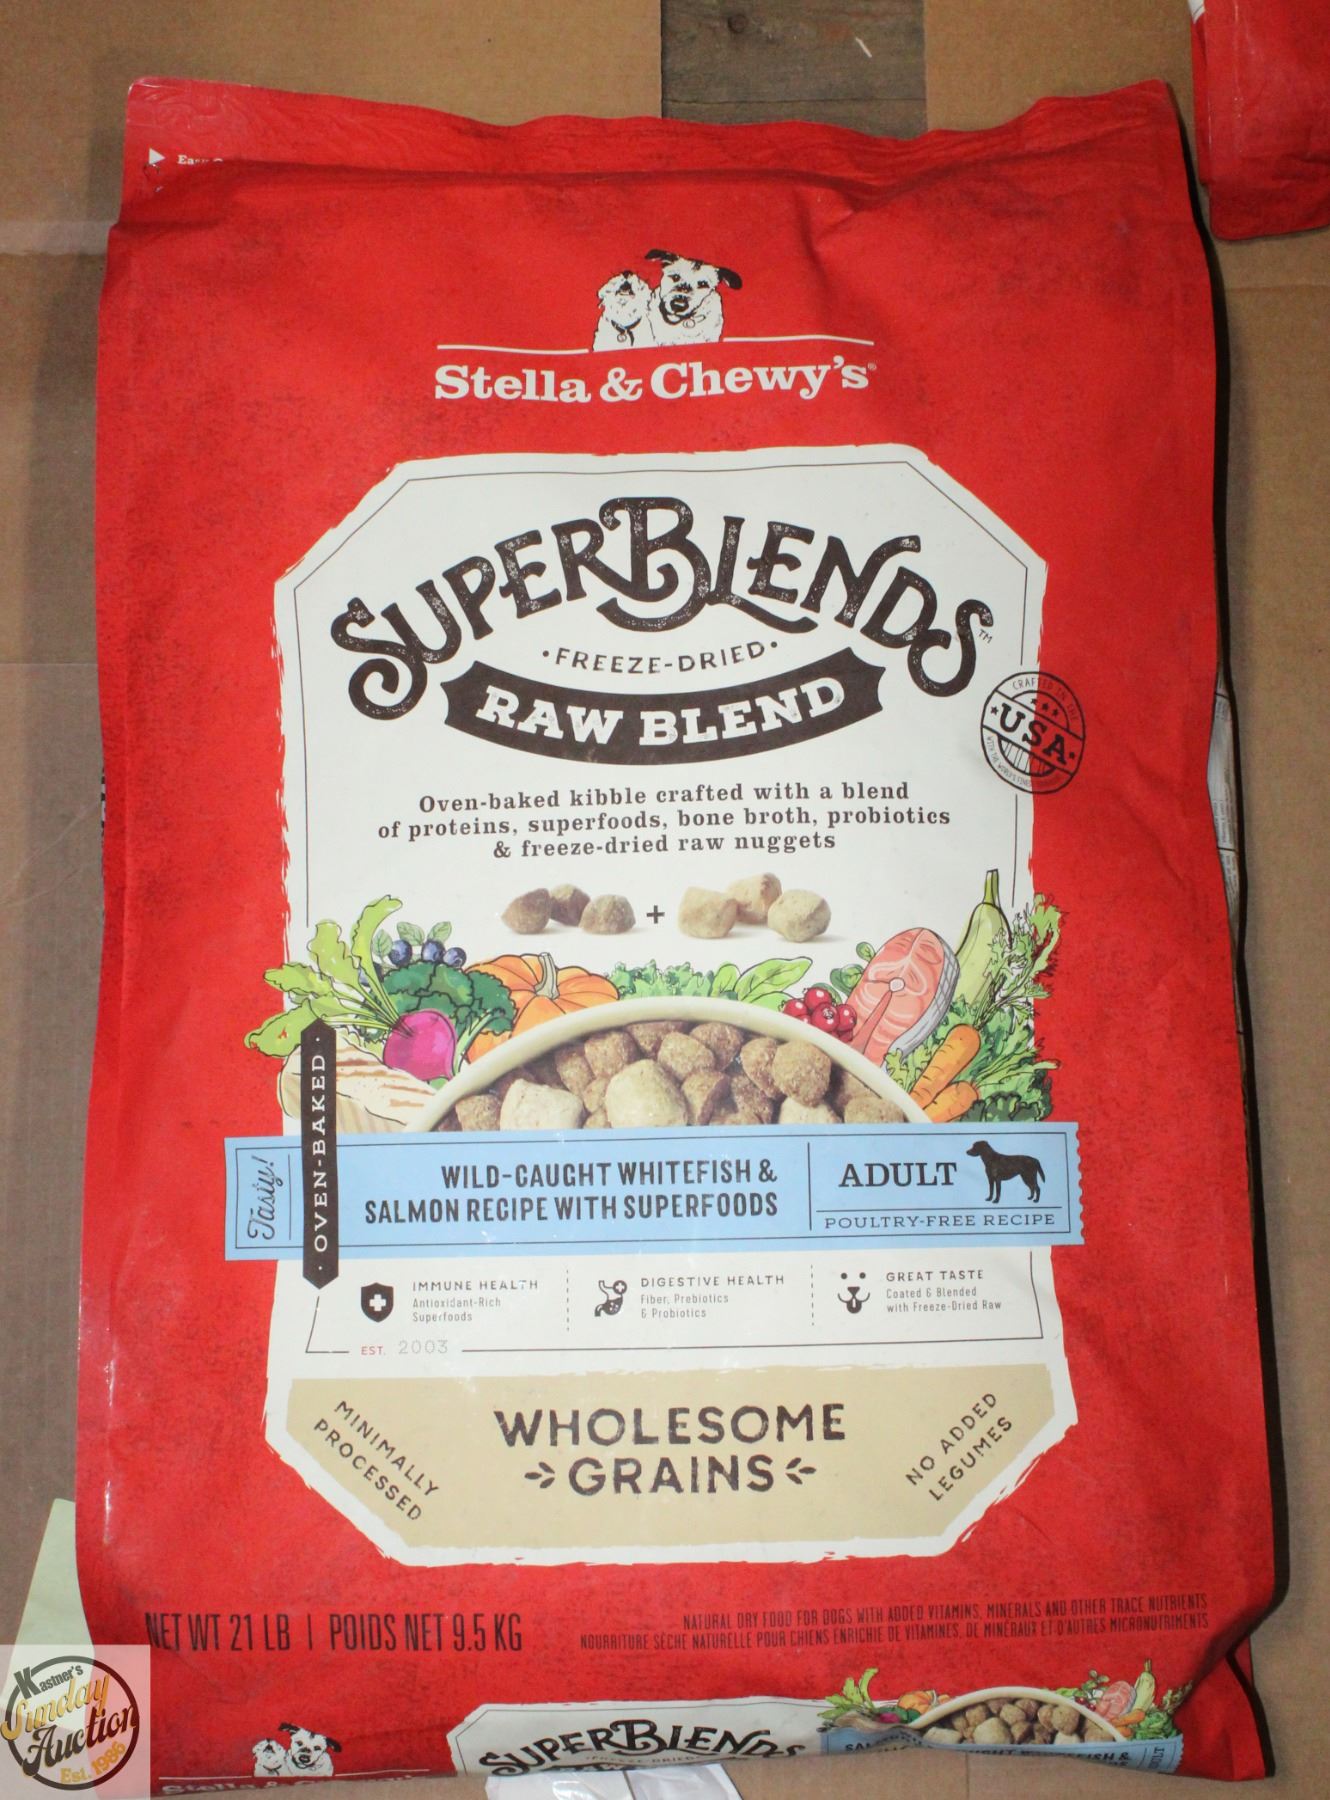 Stella & Chewy's®
SUPERBLENDS™
•FREEZE-DRIED•
RAW BLEND
CRAFTED IN THE
USA
Oven-baked kibble crafted with a blend
of proteins, superfoods, bone broth, probiotics
& freeze-dried raw nuggets
+
• OVEN-BAKED •
Tasty!
WILD-CAUGHT WHITEFISH &
SALMON RECIPE WITH SUPERFOODS
ADULT
POULTRY-FREE RECIPE
IMMUNE HEALTH
Antioxidant-Rich
Superfoods
DIGESTIVE HEALTH
Fiber, Prebiotics
& Probiotics
GREAT TASTE
Coated & Blended
with Freeze-Dried Raw
EST. 2003
MINIMALLY
PROCESSED
WHOLESOME
GRAINS
NO ADDED
LEGUMES
NET WT 21 LB | POIDS NET 9.5 KG
NATURAL DRY FOOD FOR DOGS WITH ADDED VITAMINS, MINERALS AND OTHER TRACE NUTRIENTS
NOURRITURE SÈCHE NATURELLE POUR CHIENS ENRICHIE DE VITAMINES, DE MINÉRAUX ET D'AUTRES MICRONUTRIMENTS
SUPERBLENDS
Kastner's
Sunday
Auction
Est. 1986